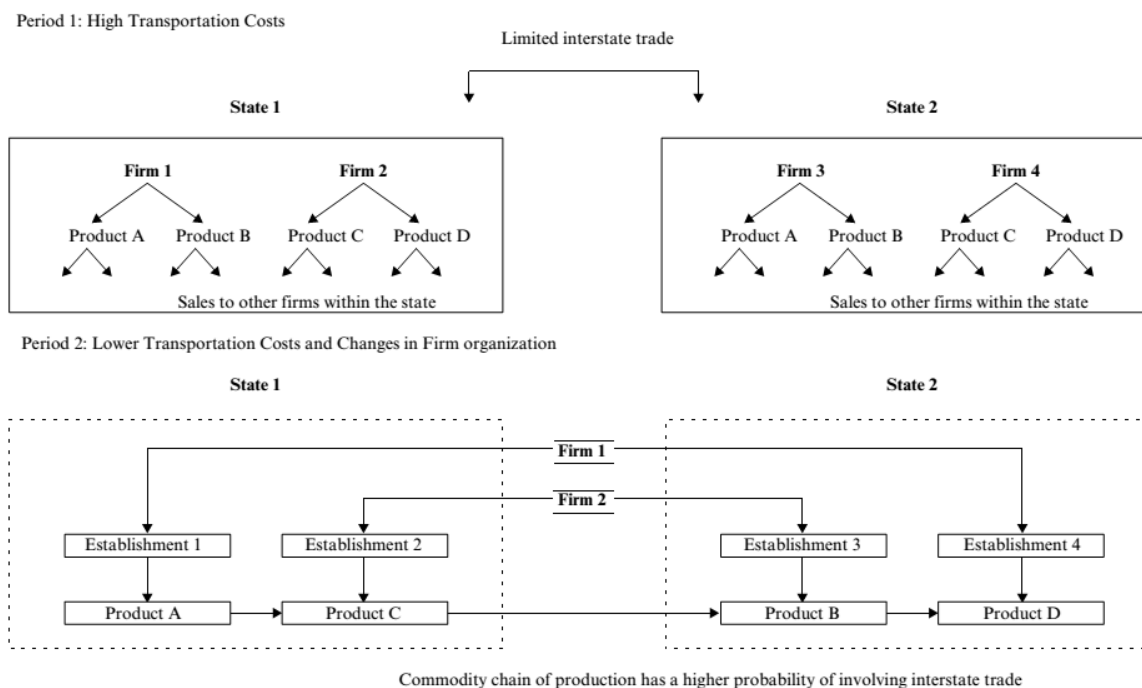 Period 1: High Transportation Costs
Limited interstate trade
State 1 State 2
Firm 1 Firm 2 Firm 3 Firm 4
Product A Product B Product C Product D Product A Product B Product C Product D
Sales to other firms within the state Sales to other firms within the state
Period 2: Lower Transportation Costs and Changes in Firm organization
State 1 State 2
Firm 1
Firm 2
Establishment 1 Establishment 2 Establishment 3 Establishment 4
Product A Product C Product B Product D
Commodity chain of production has a higher probability of involving interstate trade